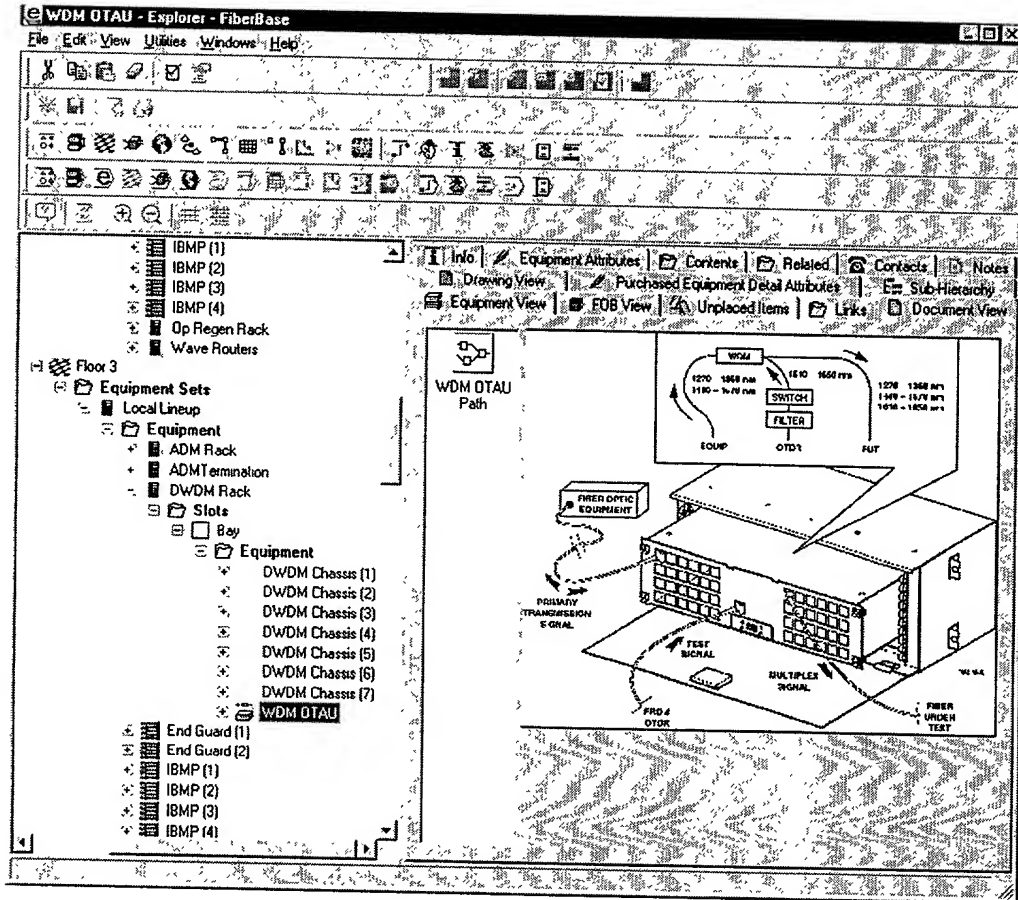 WDM OTAU - Explorer - FiberBase
File Edit View Utilities Windows Help
IBMP (1)
IBMP (2)
IBMP (3)
IBMP (4)
Op Regen Rack
Wave Routers
Floor 3
Equipment Sets
Local Lineup
Equipment
ADM Rack
ADMTermination
DWDM Rack
Slots
Bay
Equipment
DWDM Chassis (1)
DWDM Chassis (2)
DWDM Chassis (3)
DWDM Chassis (4)
DWDM Chassis (5)
DWDM Chassis (6)
DWDM Chassis (7)
WDM OTAU
End Guard (1)
End Guard (2)
IBMP (1)
IBMP (2)
IBMP (3)
IBMP (4)
Info Equipment Attributes Contents Related Contacts Notes
Drawing View Purchased Equipment Detail Attributes Sub-Hierarchy
Equipment View FOB View Unplaced Items Links Document View
WDM OTAU
Path
WDM
SWITCH
FILTER
EQUIP OTDR FUT
FIBER OPTIC
EQUIPMENT
PRIMARY
TRANSMISSION
SIGNAL
TEST
SIGNAL
MULTIPLEX
SIGNAL
OTDR
FIBER
UNDER
TEST